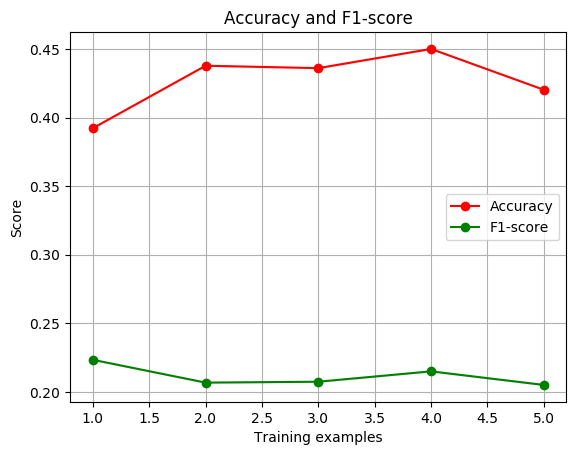 Accuracy and F1-score
0.45
0.40
0.35
0.30
0.25
0.20
Score
Accuracy
F1-score
1.0 1.5 2.0 2.5 3.0 3.5 4.0 4.5 5.0
Training examples